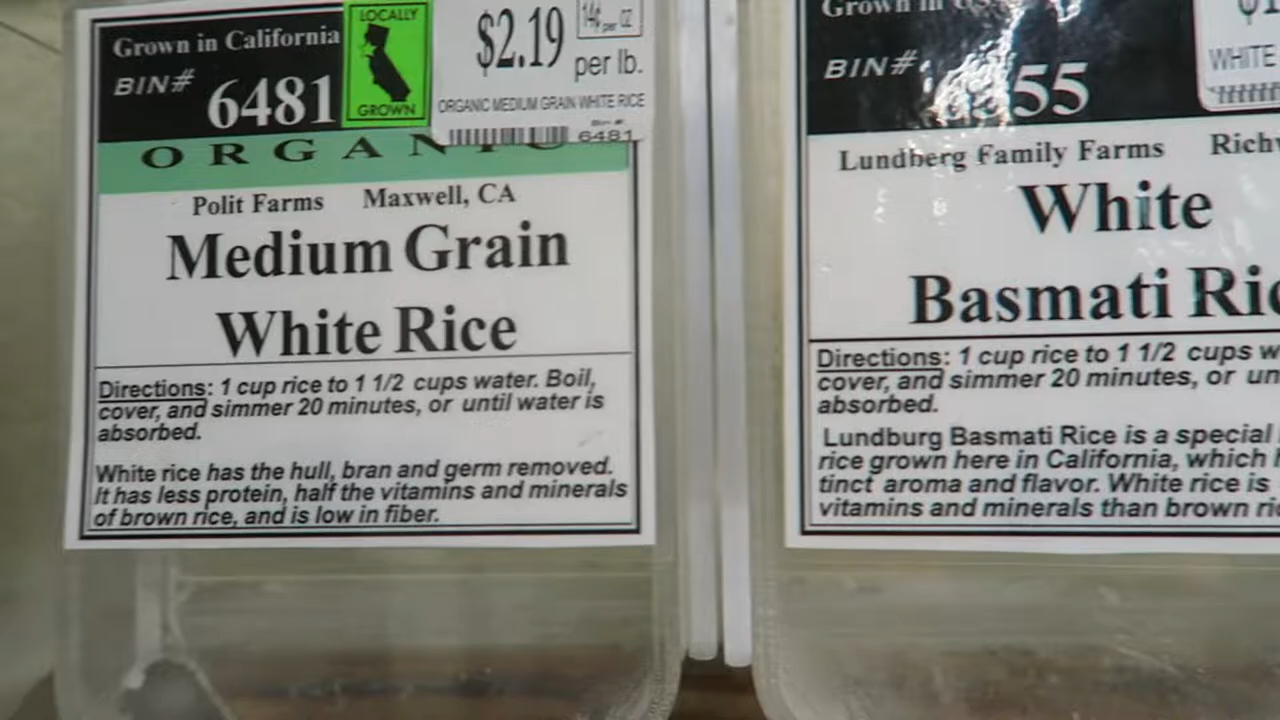 Grown in California
BIN# 6481
LOCALLY
GROWN
$2.19
14¢ per oz
per lb.
ORGANIC MEDIUM GRAIN WHITE RICE
Bin #:
6481
ORGANIC
Polit Farms Maxwell, CA
Medium Grain
White Rice
Directions: 1 cup rice to 1 1/2 cups water. Boil,
cover, and simmer 20 minutes, or until water is
absorbed.
White rice has the hull, bran and germ removed.
It has less protein, half the vitamins and minerals
of brown rice, and is low in fiber.
Grown in
BIN#
WHITE
Lundberg Family Farms
White
Basmati Ric
Directions: 1 cup rice to 1 1/2 cups w
cover, and simmer 20 minutes, or un
absorbed.
Lundburg Basmati Rice is a special
rice grown here in California, which
tinct aroma and flavor. White rice is
vitamins and minerals than brown ric